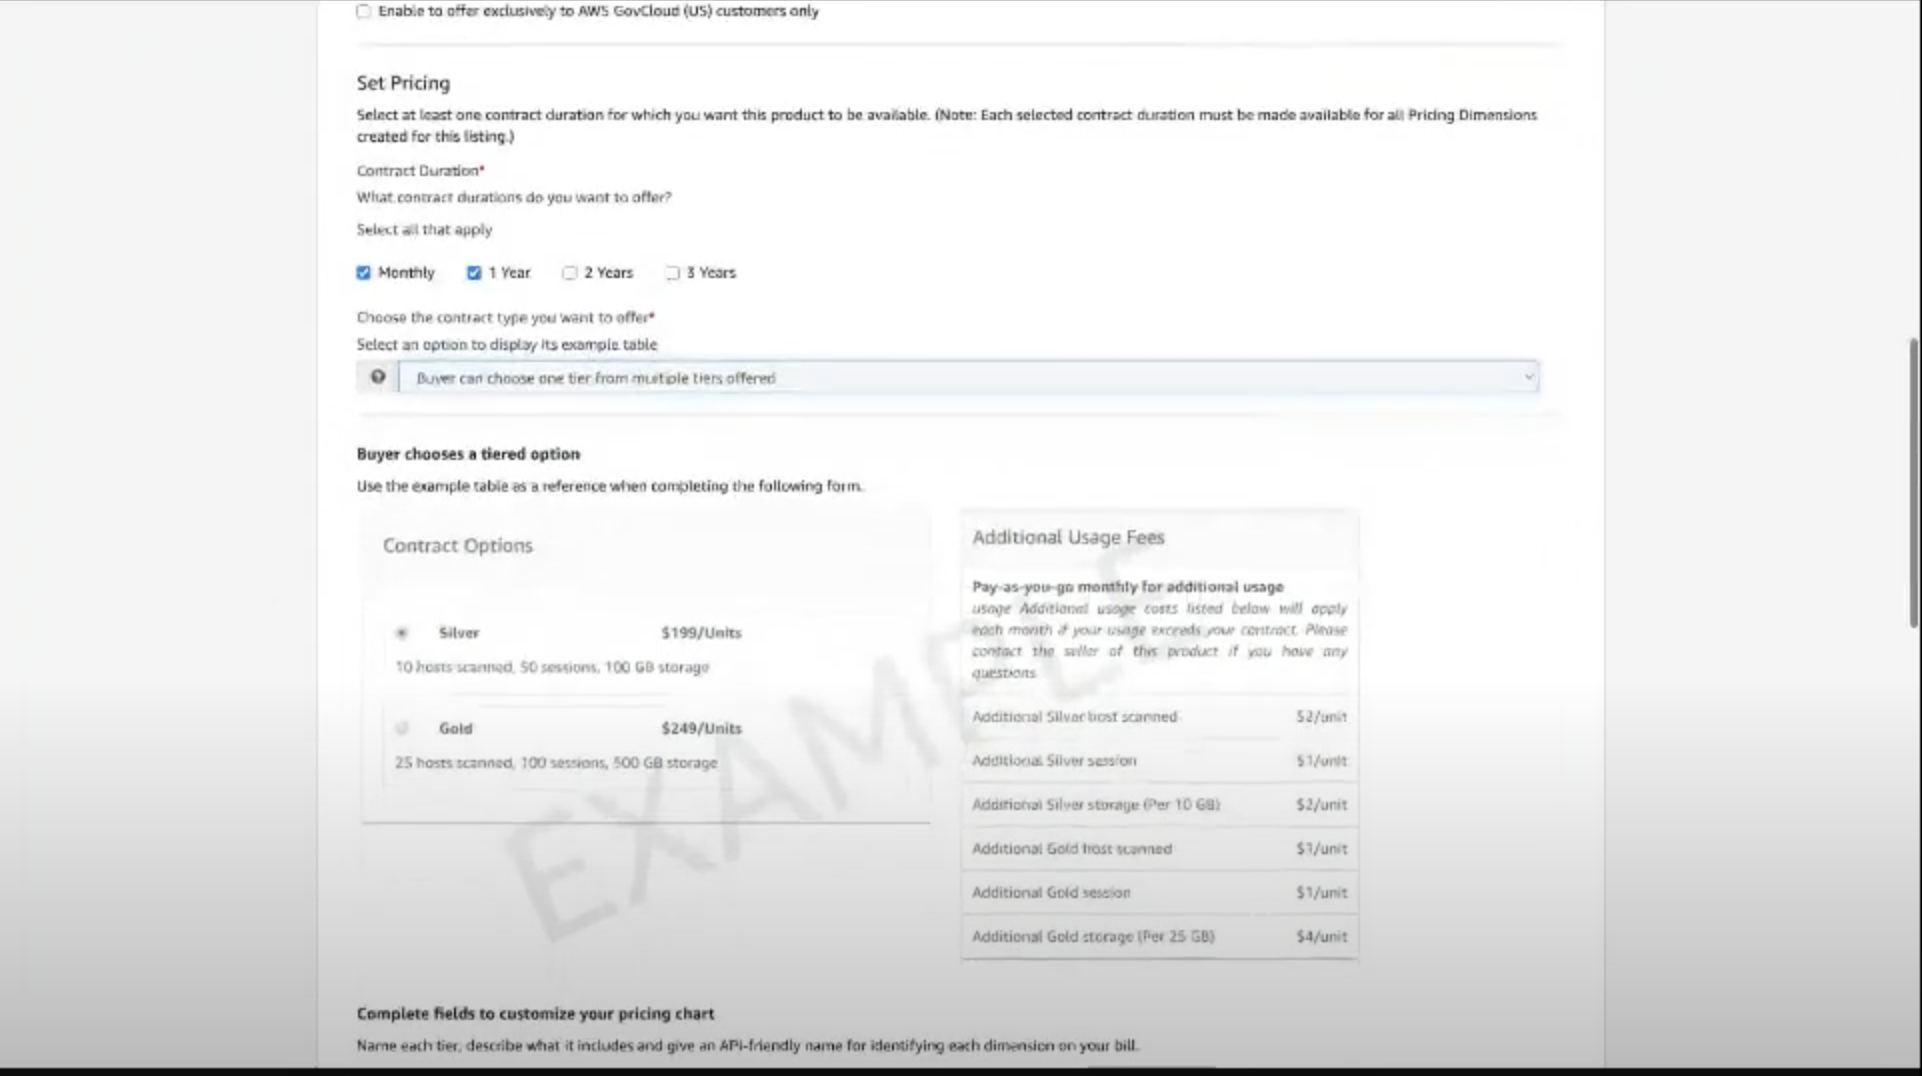 Enable to offer exclusively to AWS GovCloud (US) customers only
Set Pricing
Select at least one contract duration for which you want this product to be available. (Note: Each selected contract duration must be made available for all Pricing Dimensions
created for this listing.)
Contract Duration*
What contract durations do you want to offer?
Select all that apply
Monthly 1 Year 2 Years 3 Years
Choose the contract type you want to offer*
Select an option to display its example table
Buyer can choose one tier from multiple tiers offered
Buyer chooses a tiered option
Use the example table as a reference when completing the following form.
Contract Options
Silver $199/Units
10 hosts scanned, 50 sessions, 100 GB storage
Gold $249/Units
25 hosts scanned, 100 sessions, 500 GB storage
Additional Usage Fees
Pay-as-you-go monthly for additional usage
usage Additional usage costs listed below will apply
each month if your usage exceeds your contract. Please
contact the seller of this product if you have any
questions.
Additional Silver host scanned $2/unit
Additional Silver session $1/unit
Additional Silver storage (Per 10 GB) $2/unit
Additional Gold host scanned $1/unit
Additional Gold session $1/unit
Additional Gold storage (Per 25 GB) $4/unit
EXAMPLE
Complete fields to customize your pricing chart
Name each tier, describe what it includes and give an API-friendly name for identifying each dimension on your bill.